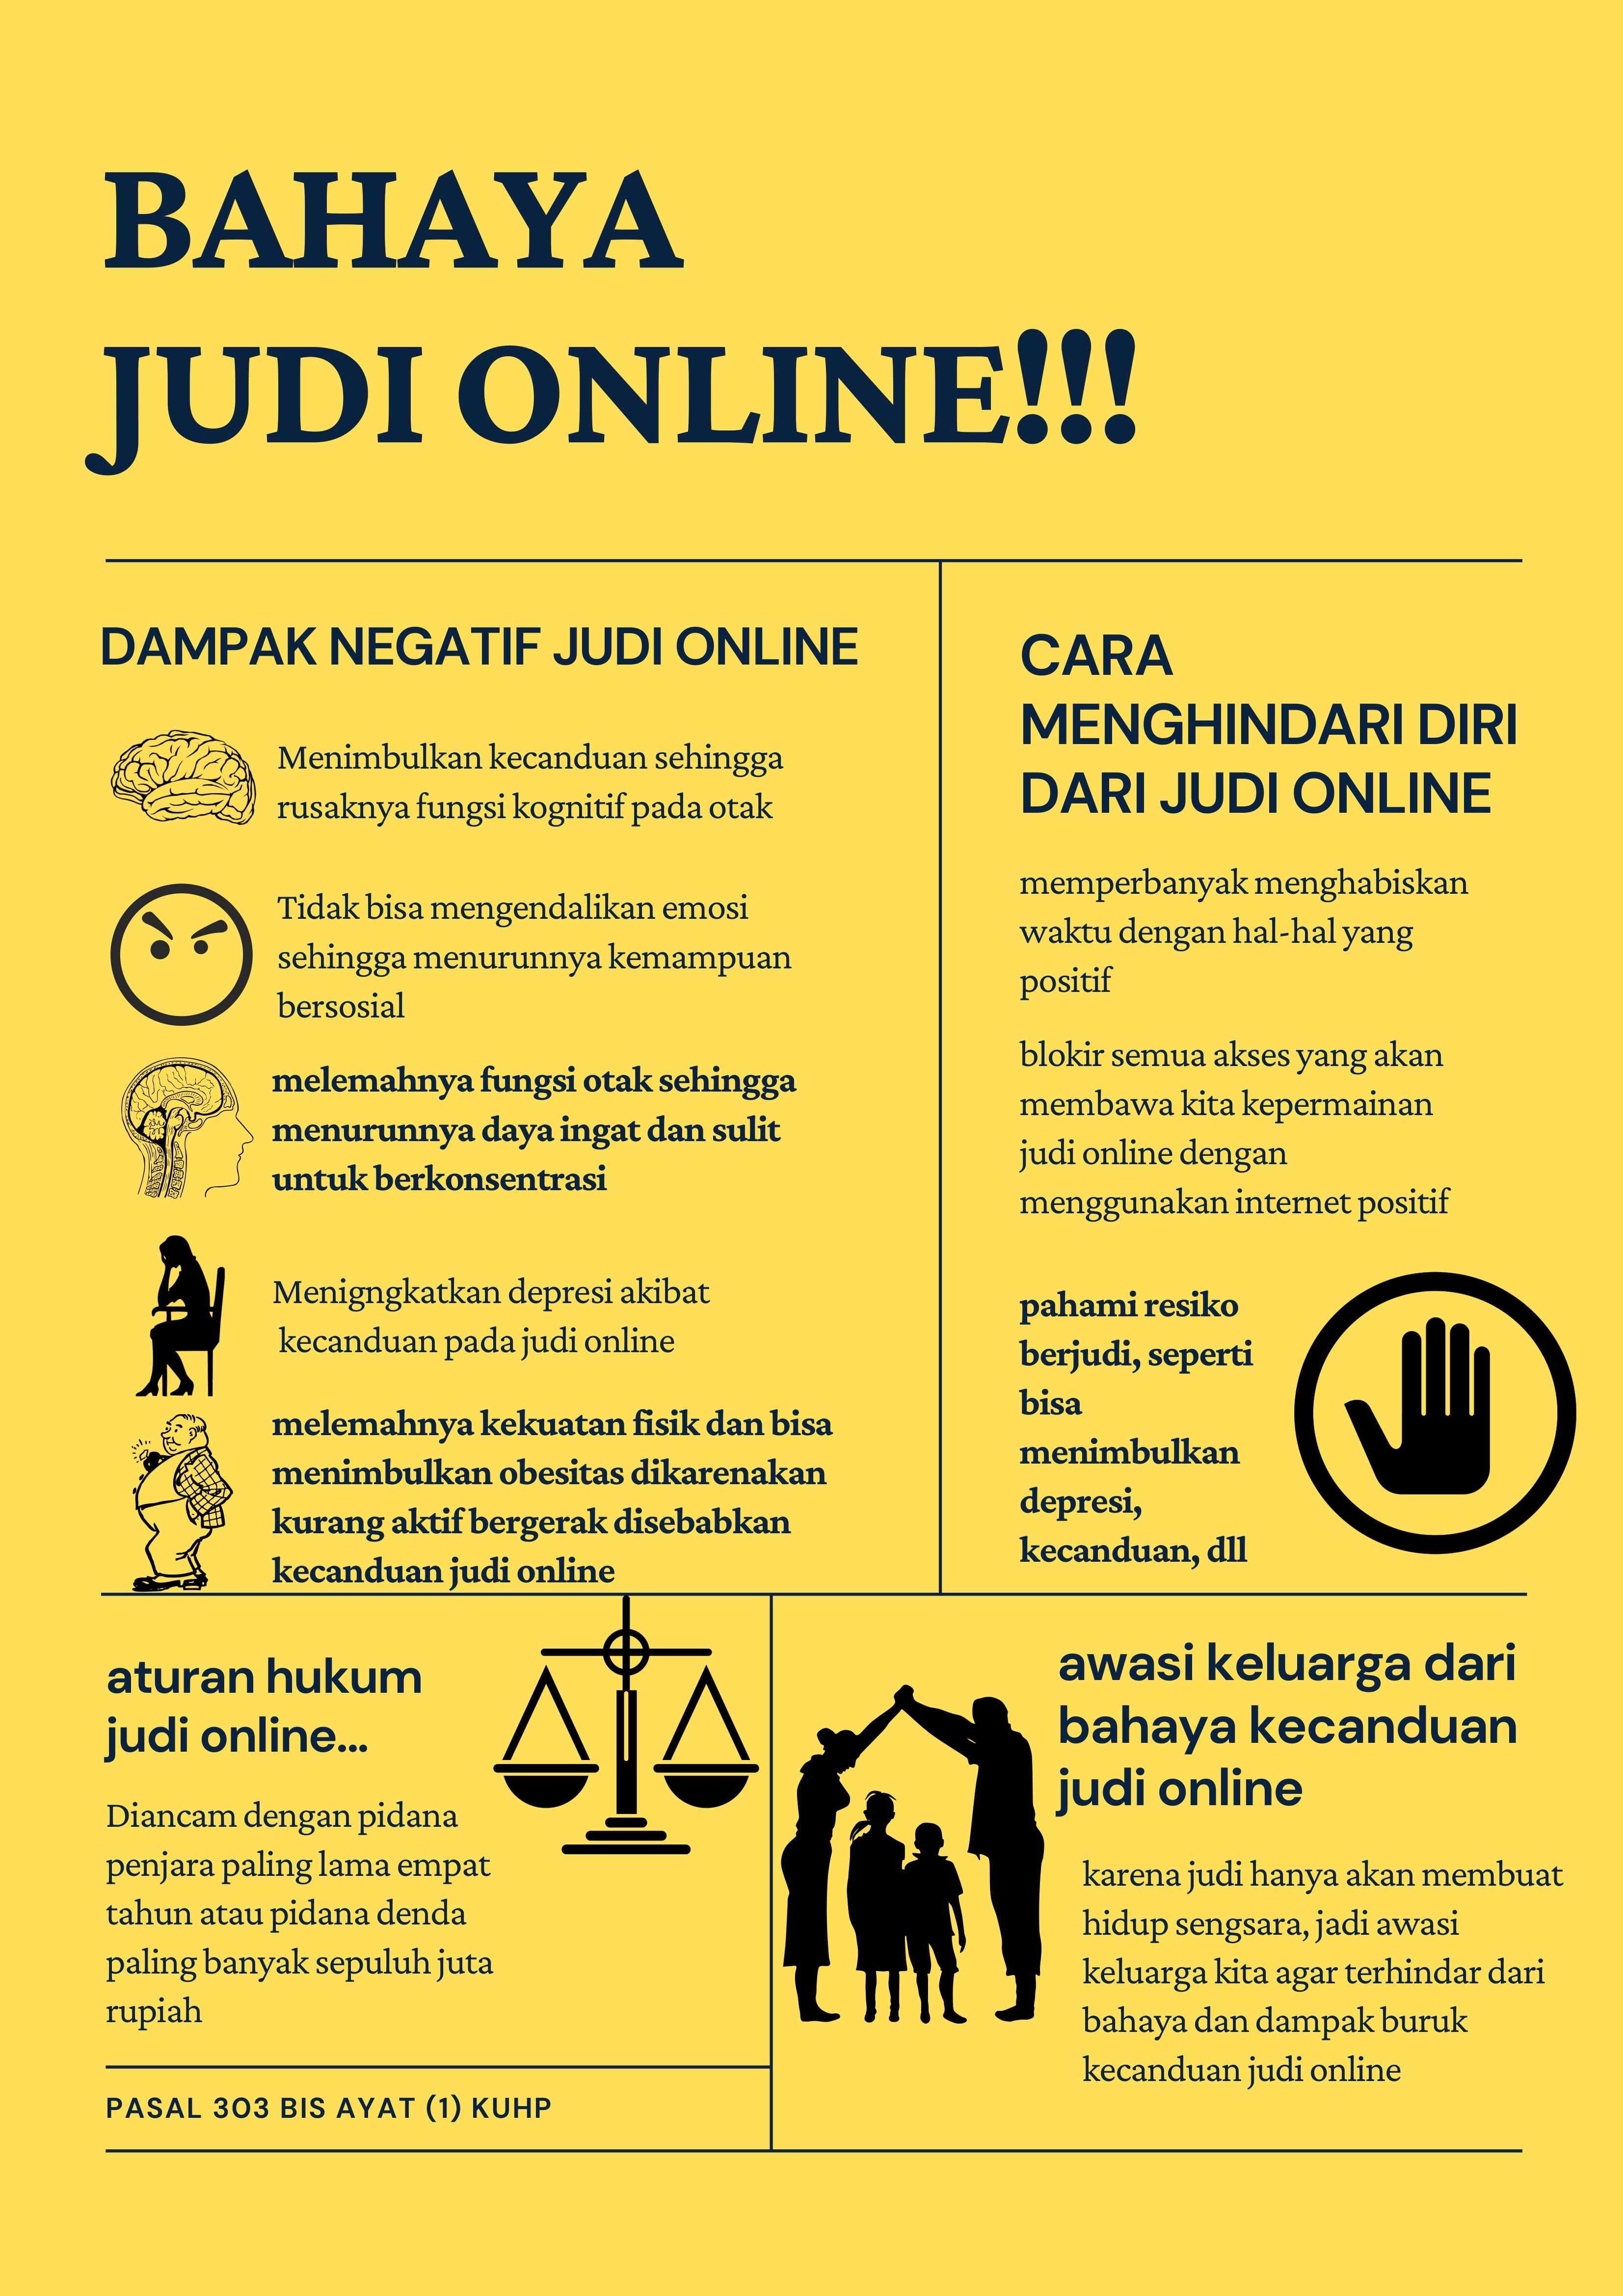 BAHAYA
JUDI ONLINE!!!
DAMPAK NEGATIF JUDI ONLINE
Menimbulkan kecanduan sehingga
rusaknya fungsi kognitif pada otak
Tidak bisa mengendalikan emosi
sehingga menurunnya kemampuan
bersosial
melemahnya fungsi otak sehingga
menurunnya daya ingat dan sulit
untuk berkonsentrasi
Menigngkatkan depresi akibat
kecanduan pada judi online
melemahnya kekuatan fisik dan bisa
menimbulkan obesitas dikarenakan
kurang aktif bergerak disebabkan
kecanduan judi online
CARA
MENGHINDARI DIRI
DARI JUDI ONLINE
memperbanyak menghabiskan
waktu dengan hal-hal yang
positif
blokir semua akses yang akan
membawa kita kepermainan
judi online dengan
menggunakan internet positif
pahami resiko
berjudi, seperti
bisa
menimbulkan
depresi,
kecanduan, dll
aturan hukum
judi online...
Diancam dengan pidana
penjara paling lama empat
tahun atau pidana denda
paling banyak sepuluh juta
rupiah
PASAL 303 BIS AYAT (1) KUHP
awasi keluarga dari
bahaya kecanduan
judi online
karena judi hanya akan membuat
hidup sengsara, jadi awasi
keluarga kita agar terhindar dari
bahaya dan dampak buruk
kecanduan judi online